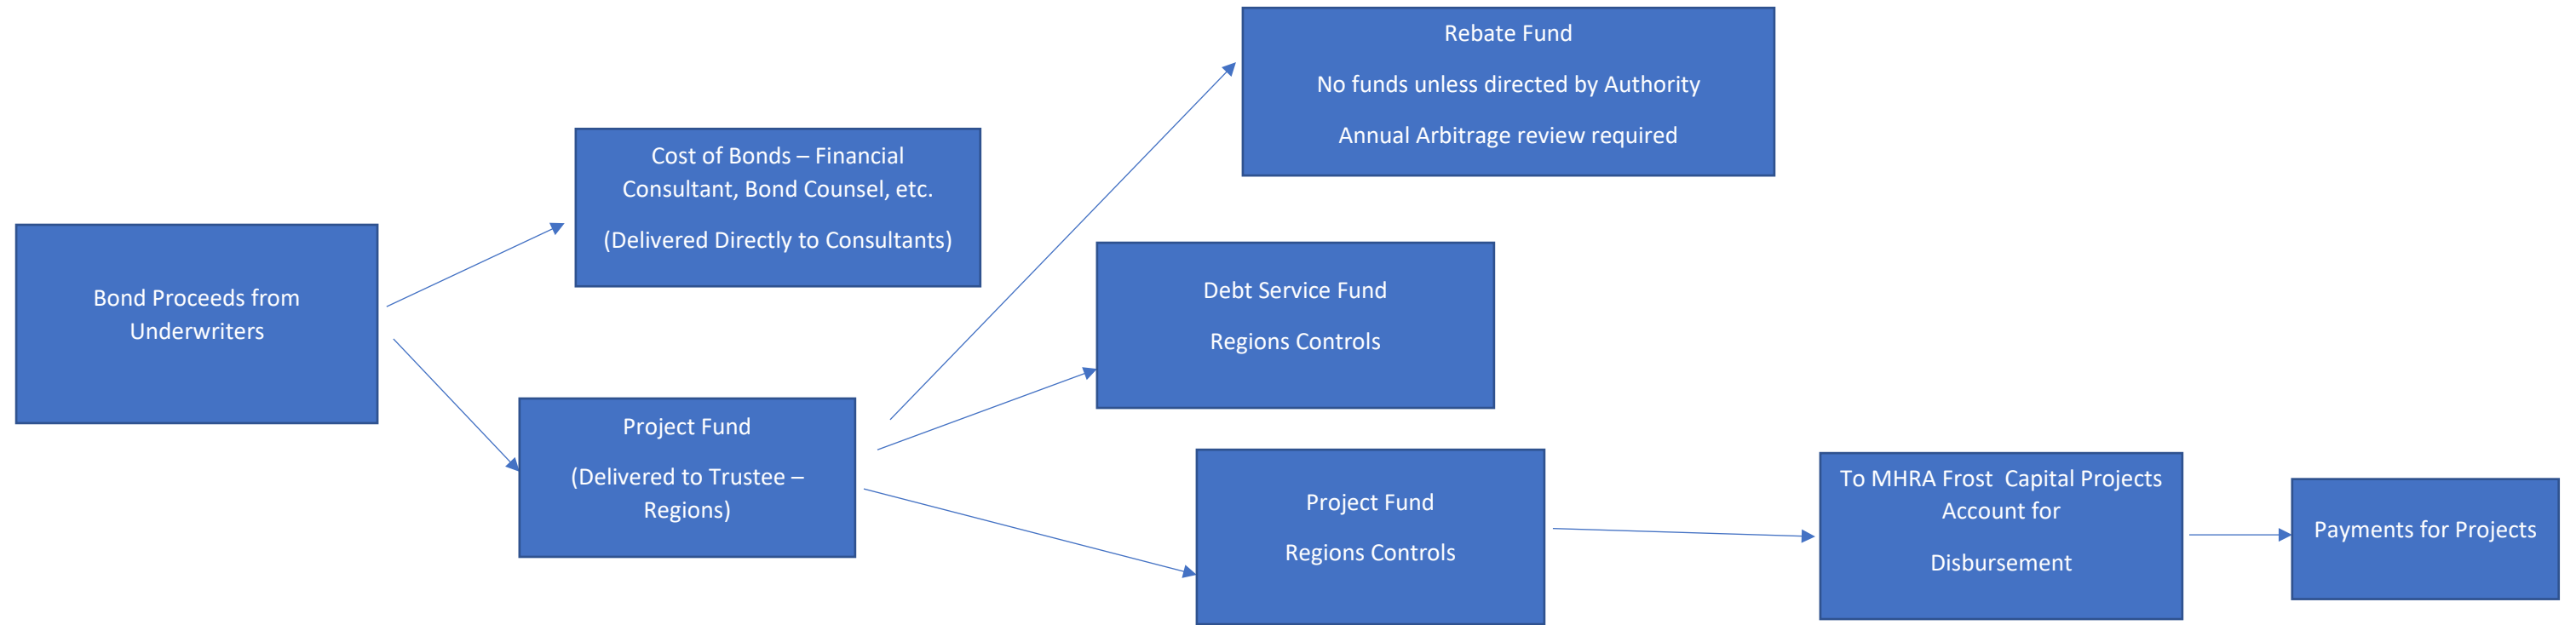 Bond Proceeds from
Underwriters
Cost of Bonds – Financial
Consultant, Bond Counsel, etc.
(Delivered Directly to Consultants)
Project Fund
(Delivered to Trustee –
Regions)
Rebate Fund
No funds unless directed by Authority
Annual Arbitrage review required
Debt Service Fund
Regions Controls
Project Fund
Regions Controls
To MHRA Frost  Capital Projects
Account for
Disbursement
Payments for Projects